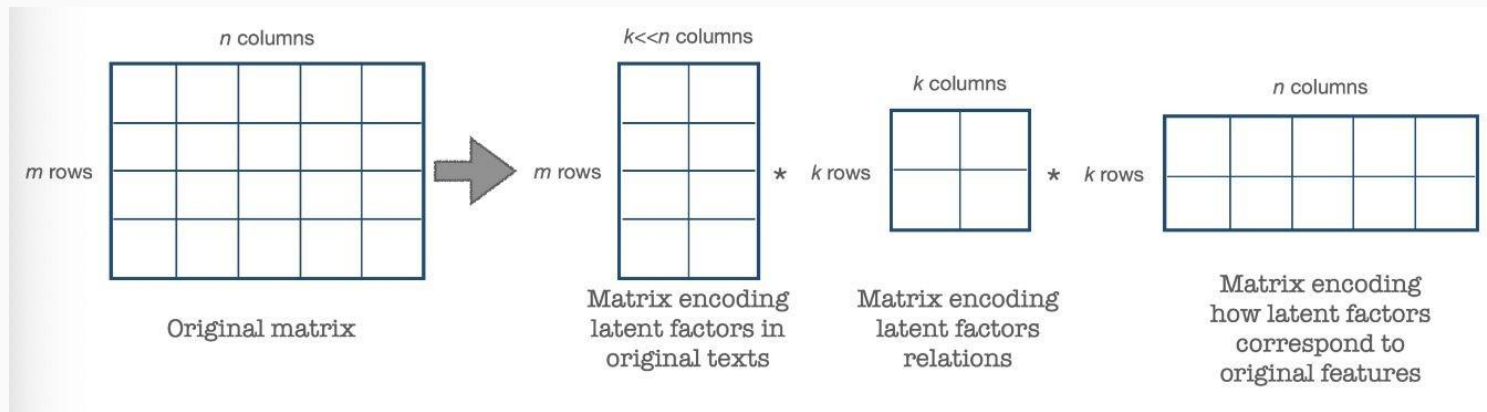 n columns
m rows
Original matrix
k<<n columns
m rows
Matrix encoding
latent factors in
original texts
*
k columns
k rows
Matrix encoding
latent factors
relations
*
n columns
k rows
Matrix encoding
how latent factors
correspond to
original features